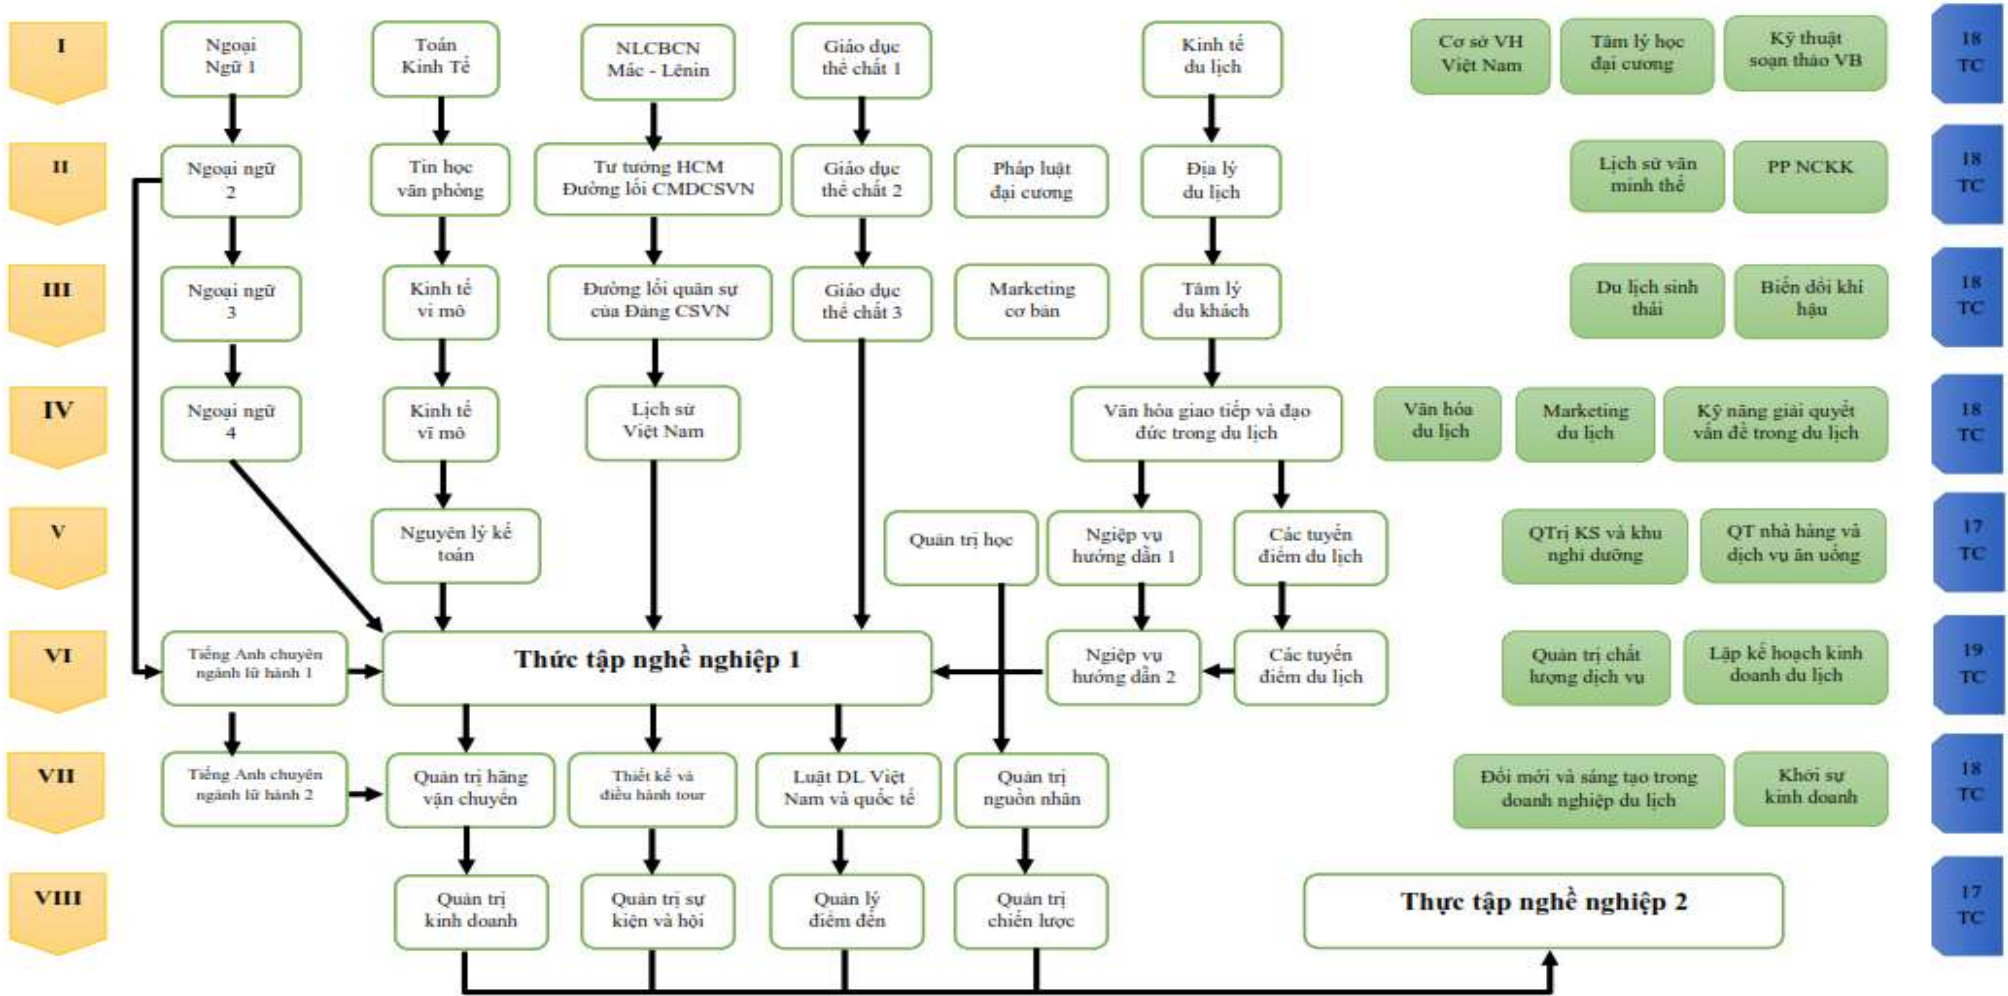 I
Ngoại
Ngữ 1
Toán
Kinh Tế
NLCBCN
Mác - Lênin
Giáo dục
thể chất 1
Kinh tế
du lịch
Cơ sở VH
Việt Nam
Tâm lý học
đại cương
Kỹ thuật
soạn thảo VB
18
TC
II
Ngoại ngữ
2
Tin học
văn phòng
Tư tưởng HCM
Đường lối CMDCSVN
Giáo dục
thể chất 2
Pháp luật
đại cương
Địa lý
du lịch
Lịch sử văn
minh thế
PP NCKK
18
TC
III
Ngoại ngữ
3
Kinh tế
vi mô
Đường lối quân sự
của Đảng CSVN
Giáo dục
thể chất 3
Marketing
cơ bản
Tâm lý
du khách
Du lịch sinh
thái
Biến đổi khí
hậu
18
TC
IV
Ngoại ngữ
4
Kinh tế
vĩ mô
Lịch sử
Việt Nam
Văn hóa giao tiếp và đạo
đức trong du lịch
Văn hóa
du lịch
Marketing
du lịch
Kỹ năng giải quyết
vấn đề trong du lịch
18
TC
V
Nguyên lý kế
toán
Quản trị học
Ngiệp vụ
hướng dẫn 1
Các tuyến
điểm du lịch
QTrị KS và khu
nghỉ dưỡng
QT nhà hàng và
dịch vụ ăn uống
17
TC
VI
Tiếng Anh chuyên
ngành lữ hành 1
Thức tập nghề nghiệp 1
Ngiệp vụ
hướng dẫn 2
Các tuyến
điểm du lịch
Quản trị chất
lượng dịch vụ
Lập kế hoạch kinh
doanh du lịch
19
TC
VII
Tiếng Anh chuyên
ngành lữ hành 2
Quản trị hãng
vận chuyển
Thiết kế và
điều hành tour
Luật DL Việt
Nam và quốc tế
Quản trị
nguồn nhân
Đổi mới và sáng tạo trong
doanh nghiệp du lịch
Khởi sự
kinh doanh
18
TC
VIII
Quản trị
kinh doanh
Quản trị sự
kiện và hội
Quản lý
điểm đến
Quản trị
chiến lược
Thực tập nghề nghiệp 2
17
TC